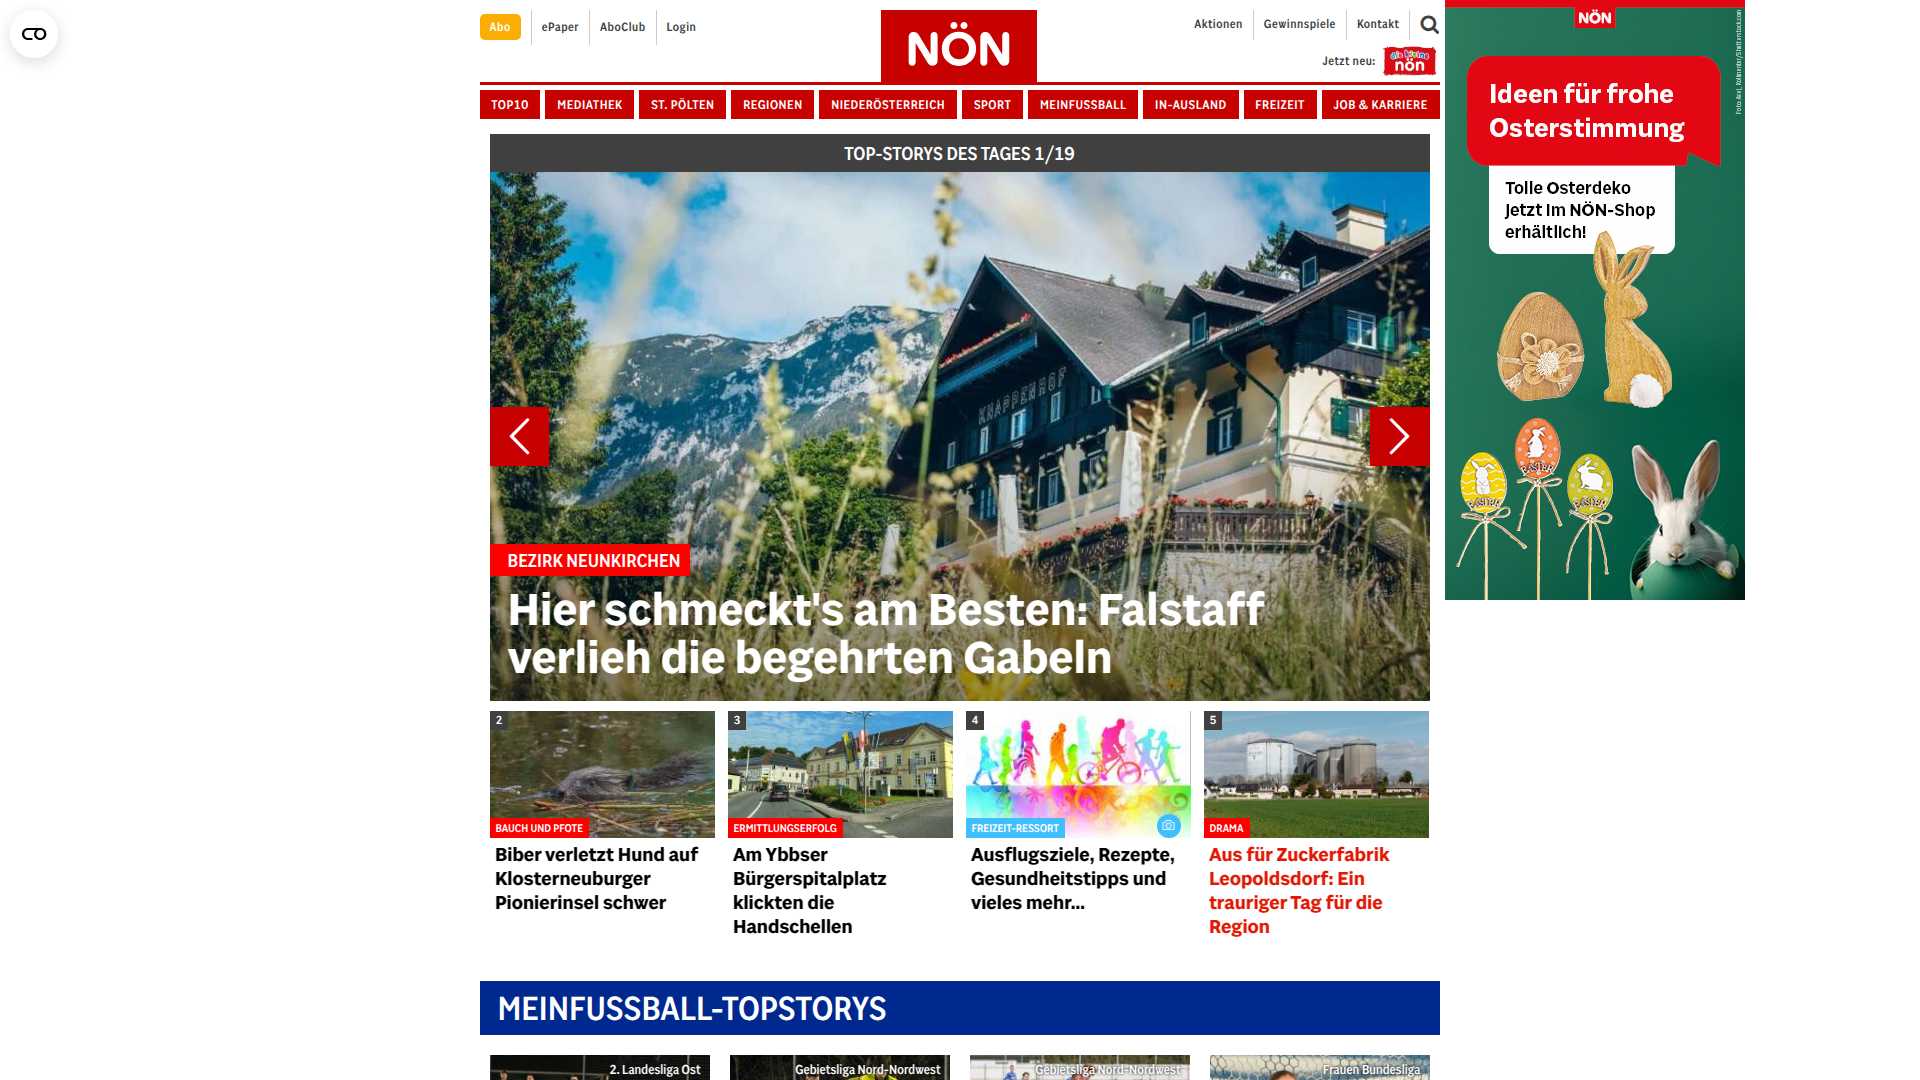 Abo
ePaper
AboClub
Login
NÖN
Aktionen
Gewinnspiele
Kontakt
Jetzt neu:
die kleine
nön
TOP10
MEDIATHEK
ST. PÖLTEN
REGIONEN
NIEDERÖSTERREICH
SPORT
MEINFUSSBALL
IN-AUSLAND
FREIZEIT
JOB & KARRIERE
TOP-STORYS DES TAGES 1/19
KNAPPENHOF
BEZIRK NEUNKIRCHEN
Hier schmeckt's am Besten: Falstaff
verlieh die begehrten Gabeln
2
BAUCH UND PFOTE
Biber verletzt Hund auf
Klosterneuburger
Pionierinsel schwer
3
ERMITTLUNGSERFOLG
Am Ybbser
Bürgerspitalplatz
klickten die
Handschellen
4
FREIZEIT-RESSORT
Ausflugsziele, Rezepte,
Gesundheitstipps und
vieles mehr...
5
DRAMA
Aus für Zuckerfabrik
Leopoldsdorf: Ein
trauriger Tag für die
Region
MEINFUSSBALL-TOPSTORYS
2. Landesliga Ost
Gebietsliga Nord-Nordwest
Gebietsliga Nord-Nordwest
Frauen Bundesliga
NÖN
Ideen für frohe
Osterstimmung
Tolle Osterdeko
jetzt im NÖN-Shop
erhältlich!
EASTER
EASTER
EASTER